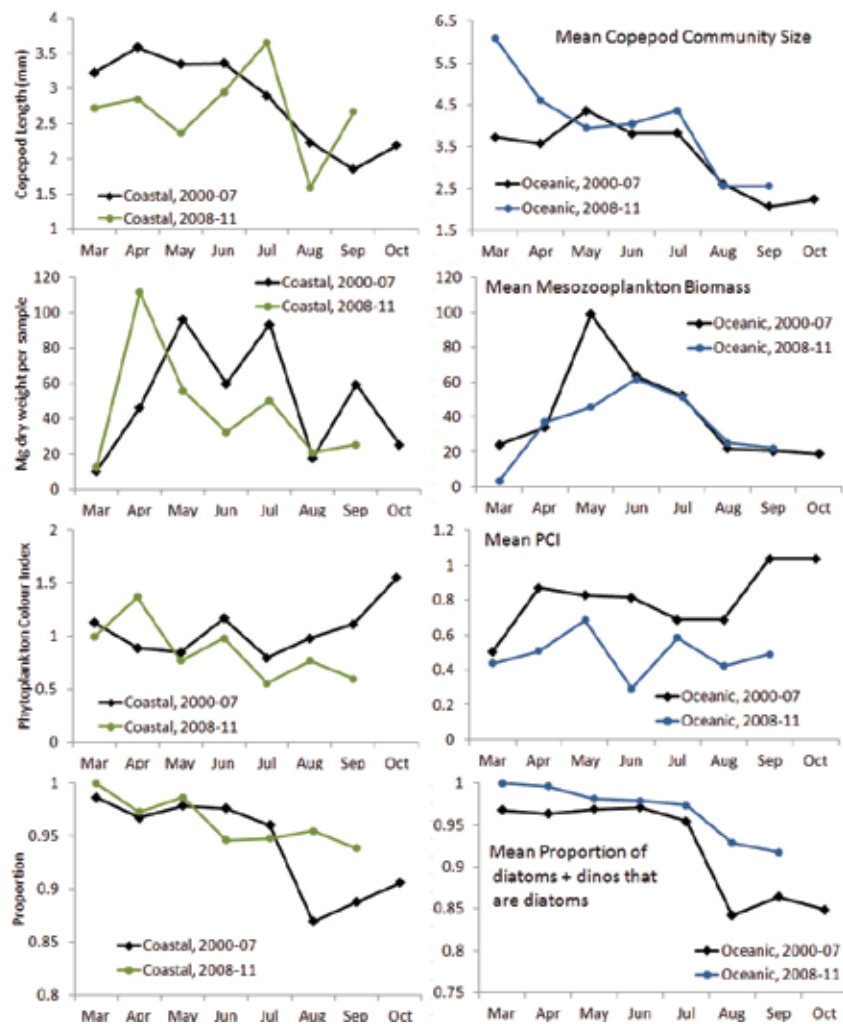 Copepod Length (mm)
4
3.5
3
2.5
2
1.5
1
Coastal, 2000-07
Coastal, 2008-11
Mar Apr May Jun Jul Aug Sep Oct
Mean Copepod Community Size
6.5
5.5
4.5
3.5
2.5
1.5
Oceanic, 2000-07
Oceanic, 2008-11
Mar Apr May Jun Jul Aug Sep Oct
Mg dry weight per sample
120
100
80
60
40
20
0
Coastal, 2000-07
Coastal, 2008-11
Mar Apr May Jun Jul Aug Sep Oct
Mean Mesozooplankton Biomass
120
100
80
60
40
20
0
Oceanic, 2000-07
Oceanic, 2008-11
Mar Apr May Jun Jul Aug Sep Oct
Phytoplankton Colour Index
2
1.5
1
0.5
0
Coastal, 2000-07
Coastal, 2008-11
Mar Apr May Jun Jul Aug Sep Oct
Mean PCI
1.2
1
0.8
0.6
0.4
0.2
0
Oceanic, 2000-07
Oceanic, 2008-11
Mar Apr May Jun Jul Aug Sep Oct
Proportion
1
0.95
0.9
0.85
0.8
Coastal, 2000-07
Coastal, 2008-11
Mar Apr May Jun Jul Aug Sep Oct
1
0.95
0.9
0.85
0.8
0.75
Mean Proportion of
diatoms + dinos that
are diatoms
Oceanic, 2000-07
Oceanic, 2008-11
Mar Apr May Jun Jul Aug Sep Oct